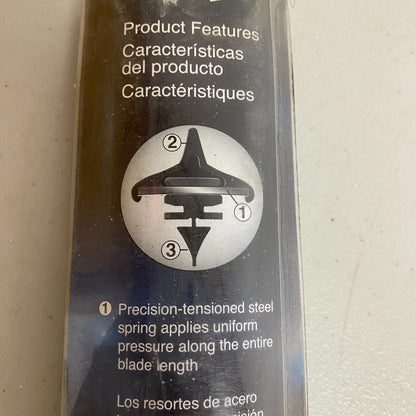 Product Features
Características
del producto
Caractéristiques
2
1
3
1 Precision-tensioned steel
spring applies uniform
pressure along the entire
blade length
Los resortes de acero